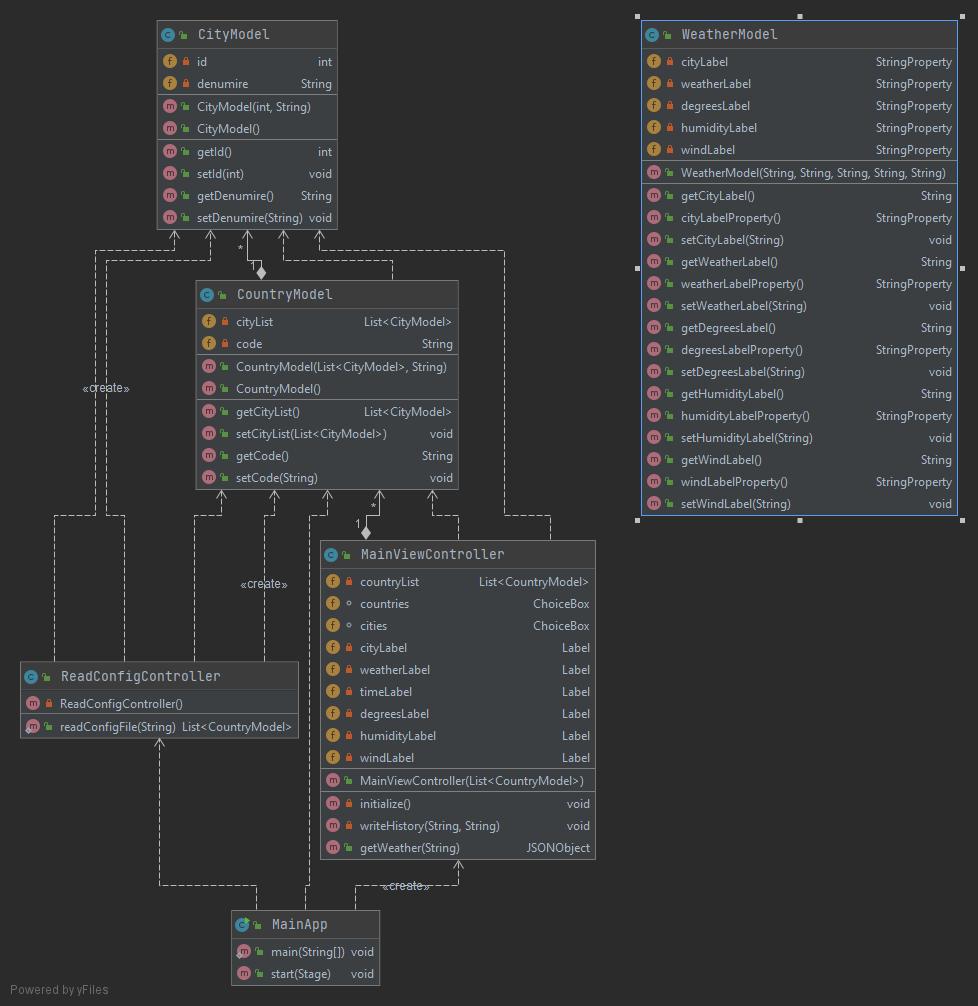 CityModel
id int
denumire String
CityModel(int, String)
CityModel()
getId() int
setId(int) void
getDenumire() String
setDenumire(String) void
*
1
CountryModel
cityList List<CityModel>
code String
CountryModel(List<CityModel>, String)
CountryModel()
getCityList() List<CityModel>
setCityList(List<CityModel>) void
getCode() String
setCode(String) void
«create»
*
1
«create»
MainViewController
countryList List<CountryModel>
countries ChoiceBox
cities ChoiceBox
cityLabel Label
weatherLabel Label
timeLabel Label
degreesLabel Label
humidityLabel Label
windLabel Label
MainViewController(List<CountryModel>)
initialize() void
writeHistory(String, String) void
getWeather(String) JSONObject
ReadConfigController
ReadConfigController()
readConfigFile(String) List<CountryModel>
«create»
MainApp
main(String[]) void
start(Stage) void
WeatherModel
cityLabel StringProperty
weatherLabel StringProperty
degreesLabel StringProperty
humidityLabel StringProperty
windLabel StringProperty
WeatherModel(String, String, String, String, String)
getCityLabel() String
cityLabelProperty() StringProperty
setCityLabel(String) void
getWeatherLabel() String
weatherLabelProperty() StringProperty
setWeatherLabel(String) void
getDegreesLabel() String
degreesLabelProperty() StringProperty
setDegreesLabel(String) void
getHumidityLabel() String
humidityLabelProperty() StringProperty
setHumidityLabel(String) void
getWindLabel() String
windLabelProperty() StringProperty
setWindLabel(String) void
Powered by yFiles